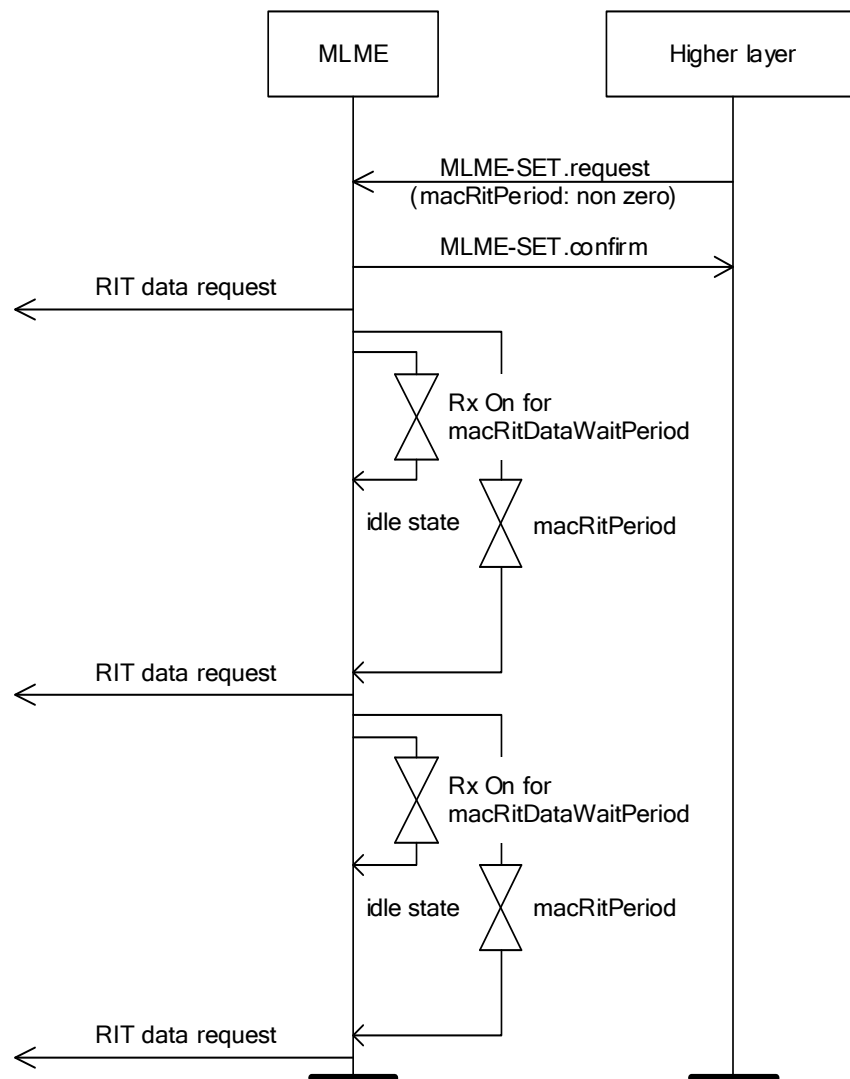 MLME
Higher layer
MLME-SET.request
(macRitPeriod: non zero)
MLME-SET.confirm
RIT data request
Rx On for
macRitDataWaitPeriod
idle state
macRitPeriod
RIT data request
Rx On for
macRitDataWaitPeriod
idle state
macRitPeriod
RIT data request